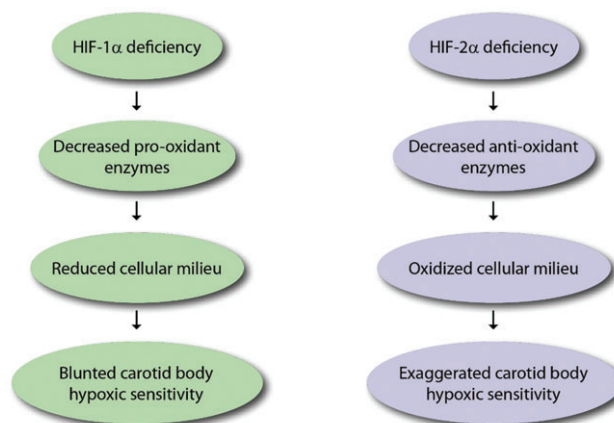 HIF-1α deficiency
Decreased pro-oxidant
enzymes
Reduced cellular milieu
Blunted carotid body
hypoxic sensitivity
HIF-2α deficiency
Decreased anti-oxidant
enzymes
Oxidized cellular milieu
Exaggerated carotid body
hypoxic sensitivity